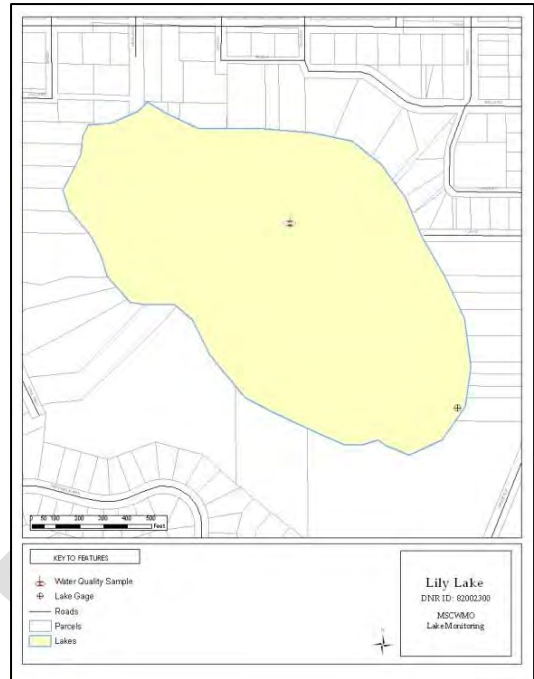 0 50 100 200 300 400 500
Feet
KEY TO FEATURES
Water Quality Sample
Lake Gage
Roads
Parcels
Lakes
Lily Lake
DNR ID: 82002300
MSCWMO
Lake Monitoring